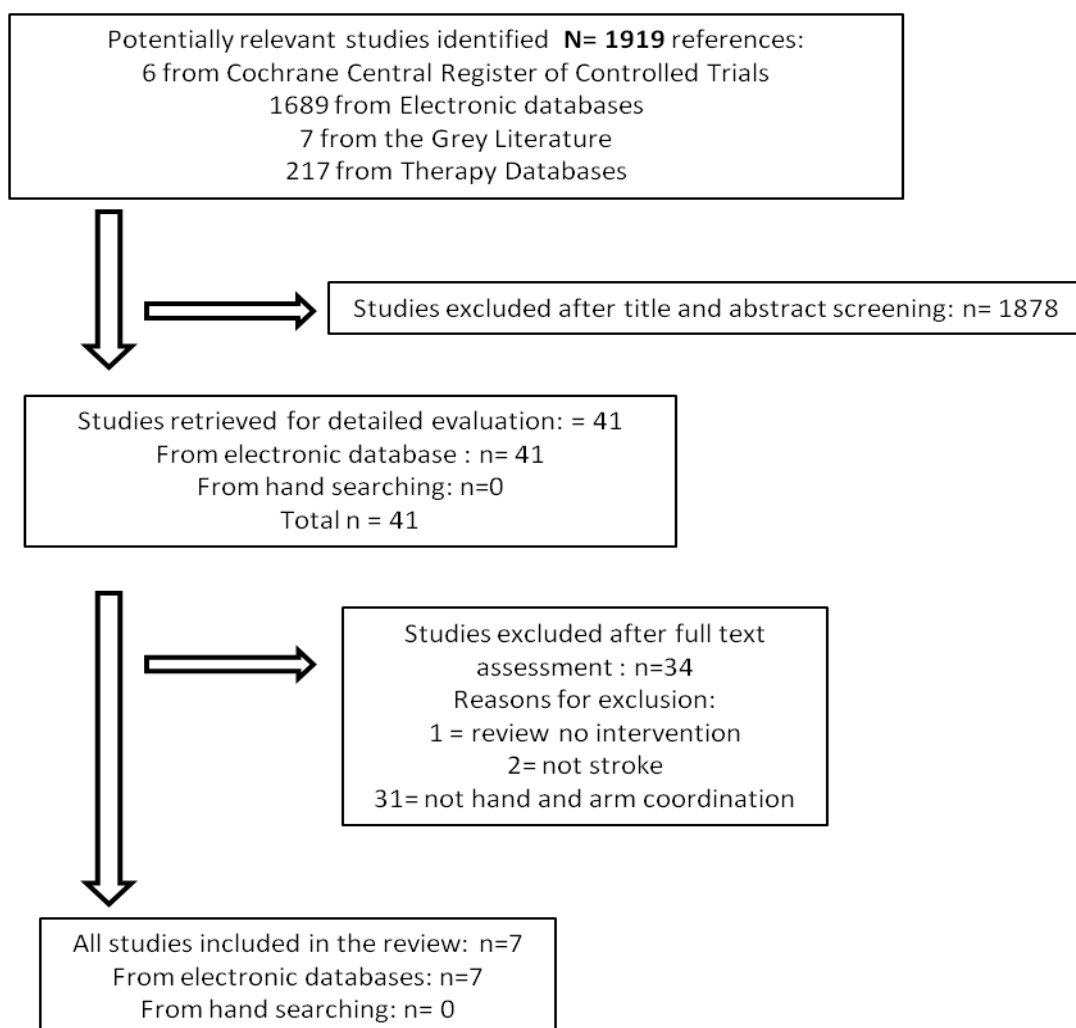 Potentially relevant studies identified N= 1919 references:
6 from Cochrane Central Register of Controlled Trials
1689 from Electronic databases
7 from the Grey Literature
217 from Therapy Databases
Studies excluded after title and abstract screening: n= 1878
Studies retrieved for detailed evaluation: = 41
From electronic database : n= 41
From hand searching: n=0
Total n = 41
Studies excluded after full text
assessment : n=34
Reasons for exclusion:
1 = review no intervention
2= not stroke
31= not hand and arm coordination
All studies included in the review: n=7
From electronic databases: n=7
From hand searching: n= 0